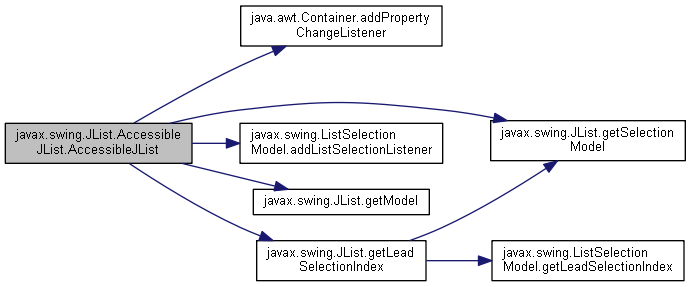 java.awt.Container.addProperty
ChangeListener
javax.swing.JList.Accessible
JList.AccessibleJList
javax.swing.ListSelection
Model.addListSelectionListener
javax.swing.JList.getSelection
Model
javax.swing.JList.getModel
javax.swing.JList.getLead
SelectionIndex
javax.swing.ListSelection
Model.getLeadSelectionIndex